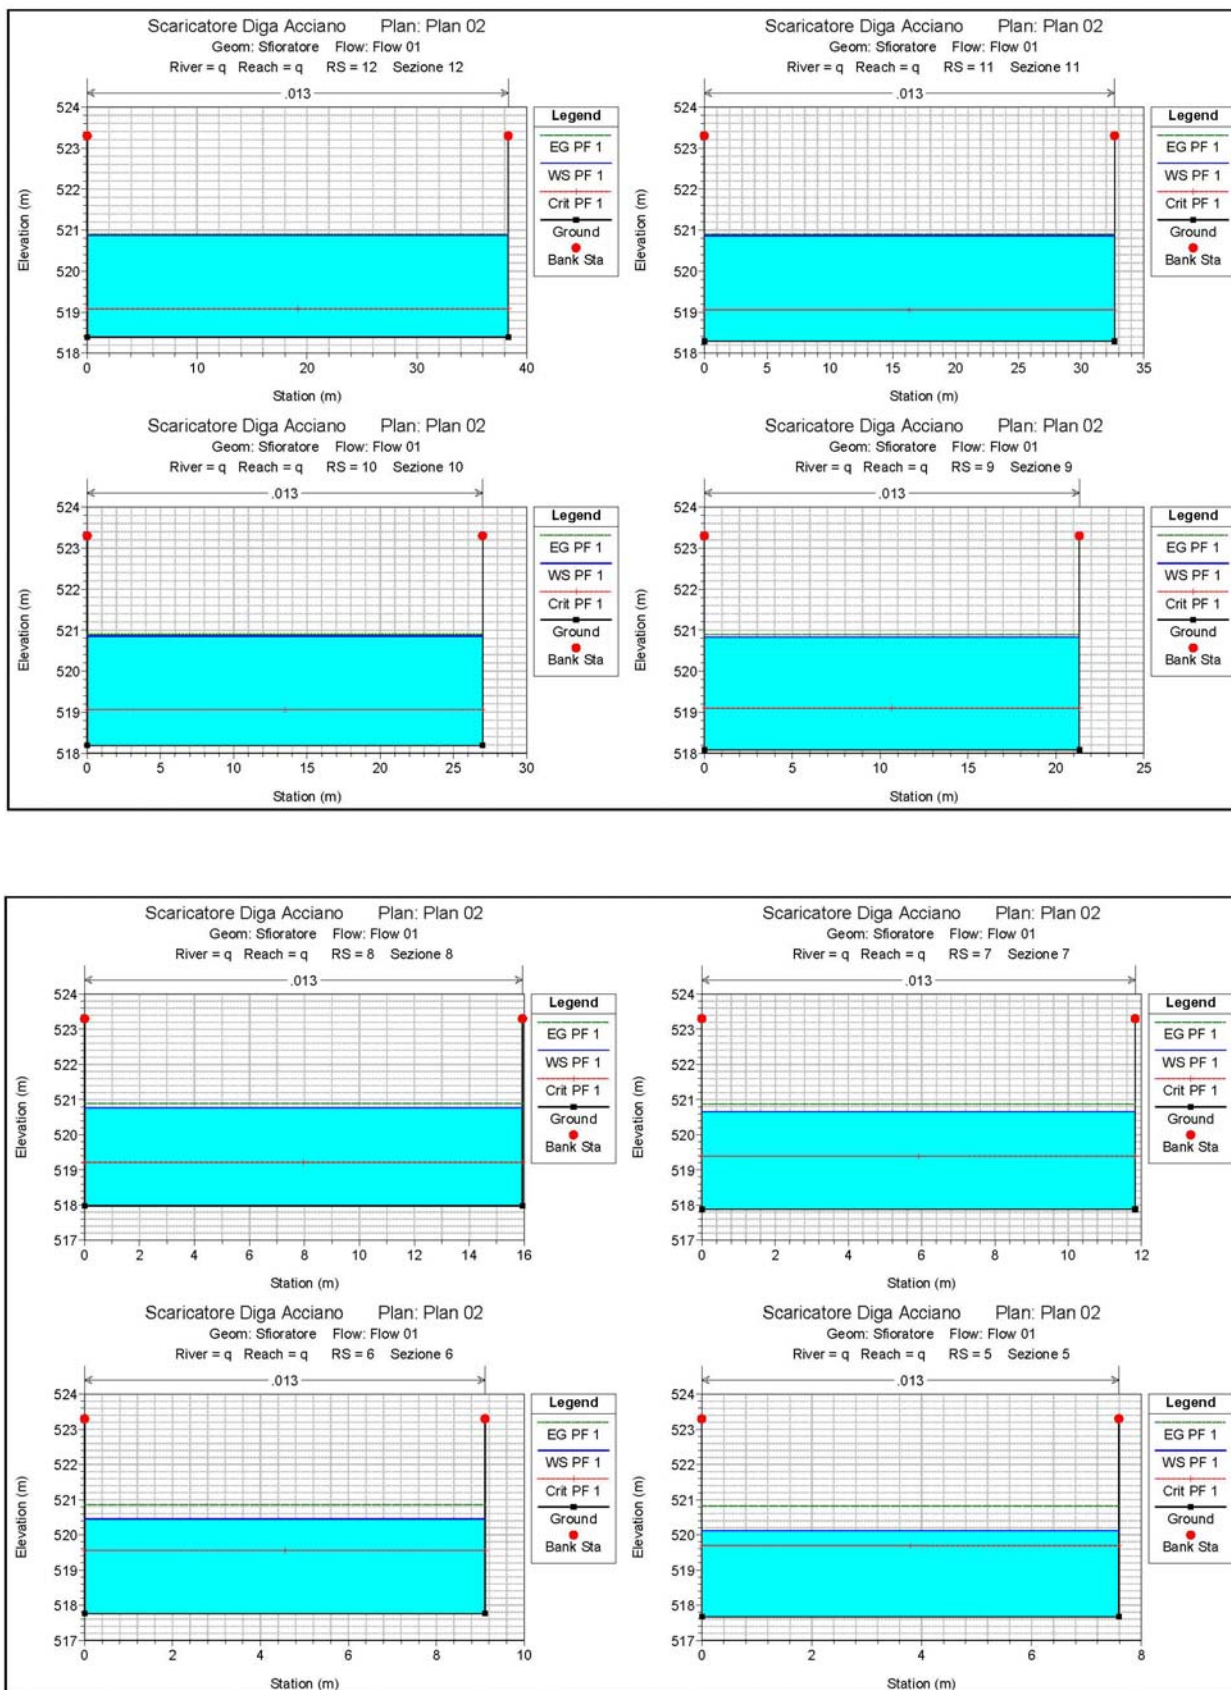 Scaricatore Diga Acciano Plan: Plan 02
Geom: Sfioratore Flow: Flow 01
River = q Reach = q RS = 12 Sezione 12
.013
524
523
522
521
520
519
518
Elevation (m)
0 10 20 30 40
Station (m)
Legend
EG PF 1
WS PF 1
Crit PF 1
Ground
Bank Sta
Scaricatore Diga Acciano Plan: Plan 02
Geom: Sfioratore Flow: Flow 01
River = q Reach = q RS = 11 Sezione 11
.013
524
523
522
521
520
519
518
Elevation (m)
0 5 10 15 20 25 30 35
Station (m)
Legend
EG PF 1
WS PF 1
Crit PF 1
Ground
Bank Sta
Scaricatore Diga Acciano Plan: Plan 02
Geom: Sfioratore Flow: Flow 01
River = q Reach = q RS = 10 Sezione 10
.013
524
523
522
521
520
519
518
Elevation (m)
0 5 10 15 20 25 30
Station (m)
Legend
EG PF 1
WS PF 1
Crit PF 1
Ground
Bank Sta
Scaricatore Diga Acciano Plan: Plan 02
Geom: Sfioratore Flow: Flow 01
River = q Reach = q RS = 9 Sezione 9
.013
524
523
522
521
520
519
518
Elevation (m)
0 5 10 15 20 25
Station (m)
Legend
EG PF 1
WS PF 1
Crit PF 1
Ground
Bank Sta
Scaricatore Diga Acciano Plan: Plan 02
Geom: Sfioratore Flow: Flow 01
River = q Reach = q RS = 8 Sezione 8
.013
524
523
522
521
520
519
518
517
Elevation (m)
0 2 4 6 8 10 12 14 16
Station (m)
Legend
EG PF 1
WS PF 1
Crit PF 1
Ground
Bank Sta
Scaricatore Diga Acciano Plan: Plan 02
Geom: Sfioratore Flow: Flow 01
River = q Reach = q RS = 7 Sezione 7
.013
524
523
522
521
520
519
518
517
Elevation (m)
0 2 4 6 8 10 12
Station (m)
Legend
EG PF 1
WS PF 1
Crit PF 1
Ground
Bank Sta
Scaricatore Diga Acciano Plan: Plan 02
Geom: Sfioratore Flow: Flow 01
River = q Reach = q RS = 6 Sezione 6
.013
524
523
522
521
520
519
518
517
Elevation (m)
0 2 4 6 8 10
Station (m)
Legend
EG PF 1
WS PF 1
Crit PF 1
Ground
Bank Sta
Scaricatore Diga Acciano Plan: Plan 02
Geom: Sfioratore Flow: Flow 01
River = q Reach = q RS = 5 Sezione 5
.013
524
523
522
521
520
519
518
517
Elevation (m)
0 2 4 6 8
Station (m)
Legend
EG PF 1
WS PF 1
Crit PF 1
Ground
Bank Sta